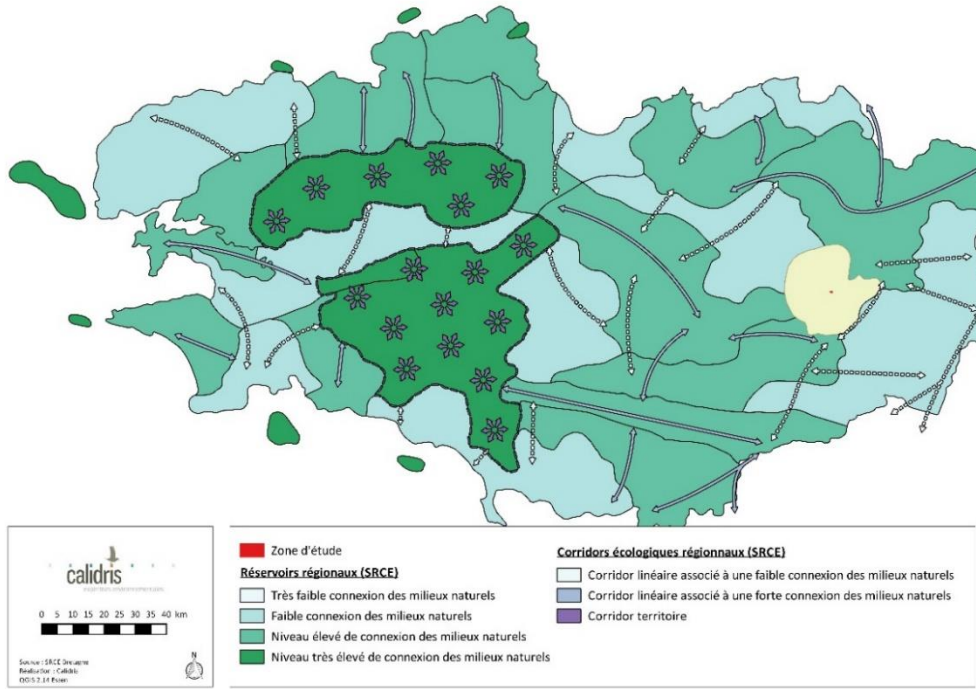 calidris
0 5 10 15 20 25 30 35 40 km
Source : SRCE Bretagne
Réalisation : Calidris
QGIS 2.14 Essen
N
Zone d'étude
Réservoirs régionaux (SRCE)
Très faible connexion des milieux naturels
Faible connexion des milieux naturels
Niveau élevé de connexion des milieux naturels
Niveau très élevé de connexion des milieux naturels
Corridors écologiques régionnaux (SRCE)
Corridor linéaire associé à une faible connexion des milieux naturels
Corridor linéaire associé à une forte connexion des milieux naturels
Corridor territoire